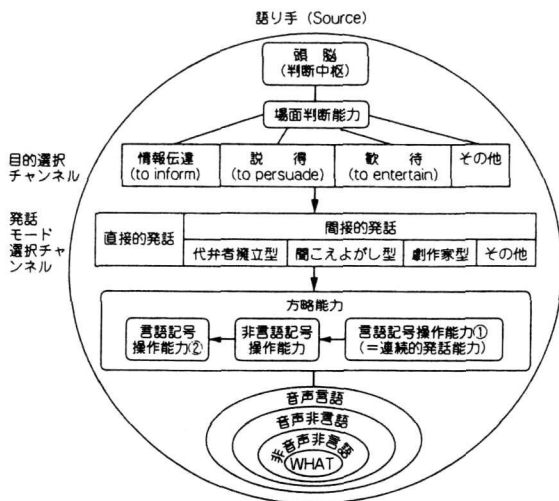 語り手 (Source)
頭脳
(判断中枢)
場面判断能力
目的選択
チャンネル
情報伝達
(to inform)
説得
(to persuade)
歓待
(to entertain)
その他
発話
モード
選択チャ
ンネル
直接的発話
間接的発話
代弁者擁立型
聞こえよがし型
劇作家型
その他
方略能力
言語記号
操作能力②
非言語記号
操作能力
言語記号操作能力①
(=連続的発話能力)
音声言語
音声非言語
非音声非言語
WHAT